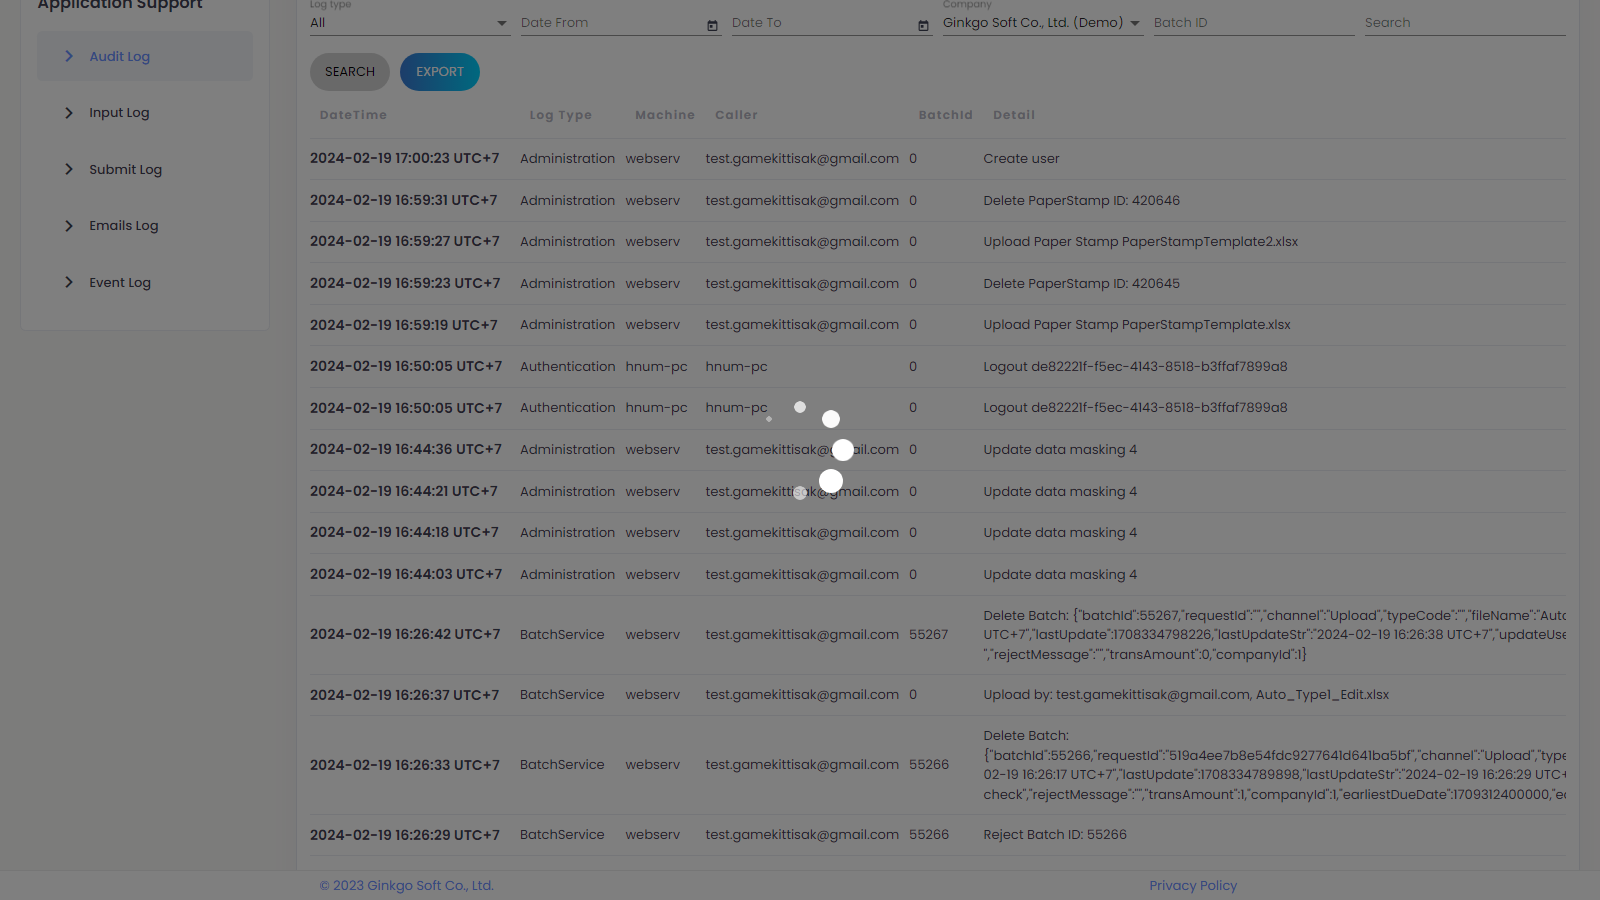 Application Support
Audit Log
Input Log
Submit Log
Emails Log
Event Log
Log type
All
Date From
Date To
Company
Ginkgo Soft Co., Ltd. (Demo)
Batch ID
Search
SEARCH
EXPORT
DateTime Log Type Machine Caller BatchId Detail
2024-02-19 17:00:23 UTC+7 Administration webserv test.gamekittisak@gmail.com 0 Create user
2024-02-19 16:59:31 UTC+7 Administration webserv test.gamekittisak@gmail.com 0 Delete PaperStamp ID: 420646
2024-02-19 16:59:27 UTC+7 Administration webserv test.gamekittisak@gmail.com 0 Upload Paper Stamp PaperStampTemplate2.xlsx
2024-02-19 16:59:23 UTC+7 Administration webserv test.gamekittisak@gmail.com 0 Delete PaperStamp ID: 420645
2024-02-19 16:59:19 UTC+7 Administration webserv test.gamekittisak@gmail.com 0 Upload Paper Stamp PaperStampTemplate.xlsx
2024-02-19 16:50:05 UTC+7 Authentication hnum-pc hnum-pc 0 Logout de82221f-f5ec-4143-8518-b3ffaf7899a8
2024-02-19 16:50:05 UTC+7 Authentication hnum-pc hnum-pc 0 Logout de82221f-f5ec-4143-8518-b3ffaf7899a8
2024-02-19 16:44:36 UTC+7 Administration webserv test.gamekittisak@gmail.com 0 Update data masking 4
2024-02-19 16:44:21 UTC+7 Administration webserv test.gamekittisak@gmail.com 0 Update data masking 4
2024-02-19 16:44:18 UTC+7 Administration webserv test.gamekittisak@gmail.com 0 Update data masking 4
2024-02-19 16:44:03 UTC+7 Administration webserv test.gamekittisak@gmail.com 0 Update data masking 4
2024-02-19 16:26:42 UTC+7 BatchService webserv test.gamekittisak@gmail.com 55267
Delete Batch: {"batchId":55267,"requestId":"","channel":"Upload","typeCode":"","fileName":"Auto
UTC+7","lastUpdate":1708334798226,"lastUpdateStr":"2024-02-19 16:26:38 UTC+7","updateUse
","rejectMessage":"","transAmount":0,"companyId":1}
2024-02-19 16:26:37 UTC+7 BatchService webserv test.gamekittisak@gmail.com 0 Upload by: test.gamekittisak@gmail.com, Auto_Type1_Edit.xlsx
2024-02-19 16:26:33 UTC+7 BatchService webserv test.gamekittisak@gmail.com 55266
Delete Batch:
{"batchId":55266,"requestId":"519a4ee7b8e54fdc9277641d641ba5bf","channel":"Upload","type
02-19 16:26:17 UTC+7","lastUpdate":1708334789898,"lastUpdateStr":"2024-02-19 16:26:29 UTC+
check","rejectMessage":"","transAmount":1,"companyId":1,"earliestDueDate":1709312400000,"ea
2024-02-19 16:26:29 UTC+7 BatchService webserv test.gamekittisak@gmail.com 55266 Reject Batch ID: 55266
© 2023 Ginkgo Soft Co., Ltd.
Privacy Policy